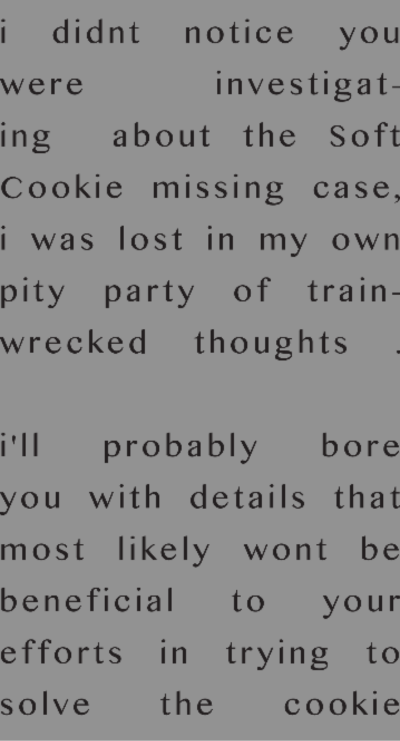 i didnt notice you
were investigat-
ing about the Soft
Cookie missing case,
i was lost in my own
pity party of train-
wrecked thoughts .
i'll probably bore
you with details that
most likely wont be
beneficial to your
efforts in trying to
solve the cookie